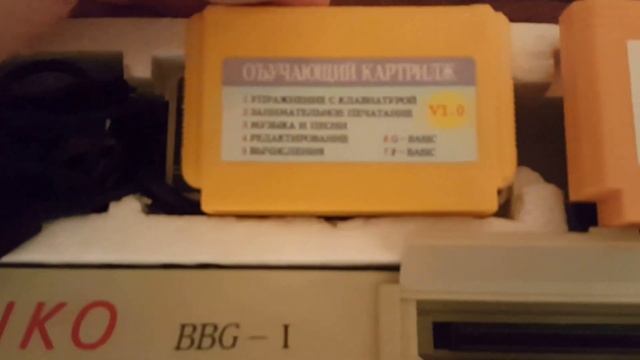 ОЪУЧАЮЩИЙ КАРТРИДЖ
1 УПРАЖНЕНИЕ С КЛАВИАТУРОЙ
2 ЗАНИМАТЕЛЬНОЕ ПЕЧАТАНИЕ
3 МУЗЫКА И ПЕСНИ
4 РЕДАКТИРОВАНИЕ 6 G-BASIC
5 ВЫЧИСЛЕНИЯ 7 F-BASIC
V1.0
IKO BBG - I